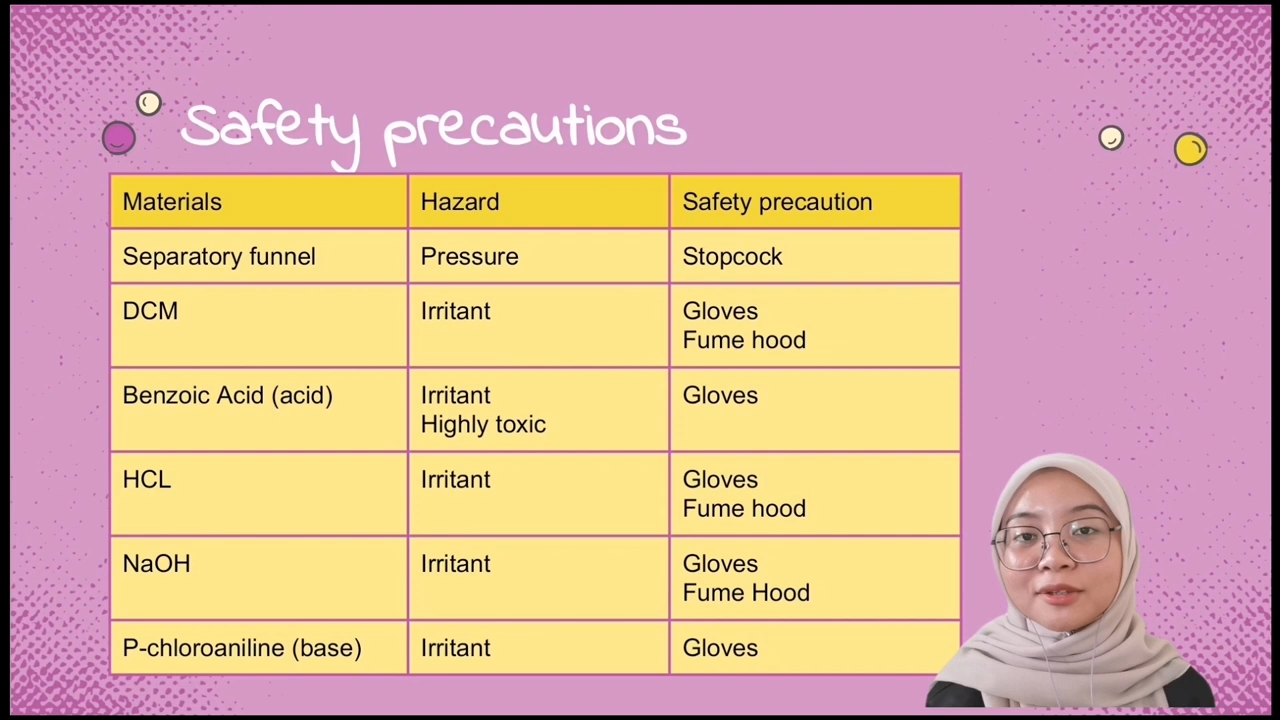 Safety precautions
Materials Hazard Safety precaution
Separatory funnel Pressure Stopcock
DCM Irritant Gloves
Fume hood
Benzoic Acid (acid) Irritant Gloves
Highly toxic
HCL Irritant Gloves
Fume hood
NaOH Irritant Gloves
Fume Hood
P-chloroaniline (base) Irritant Gloves